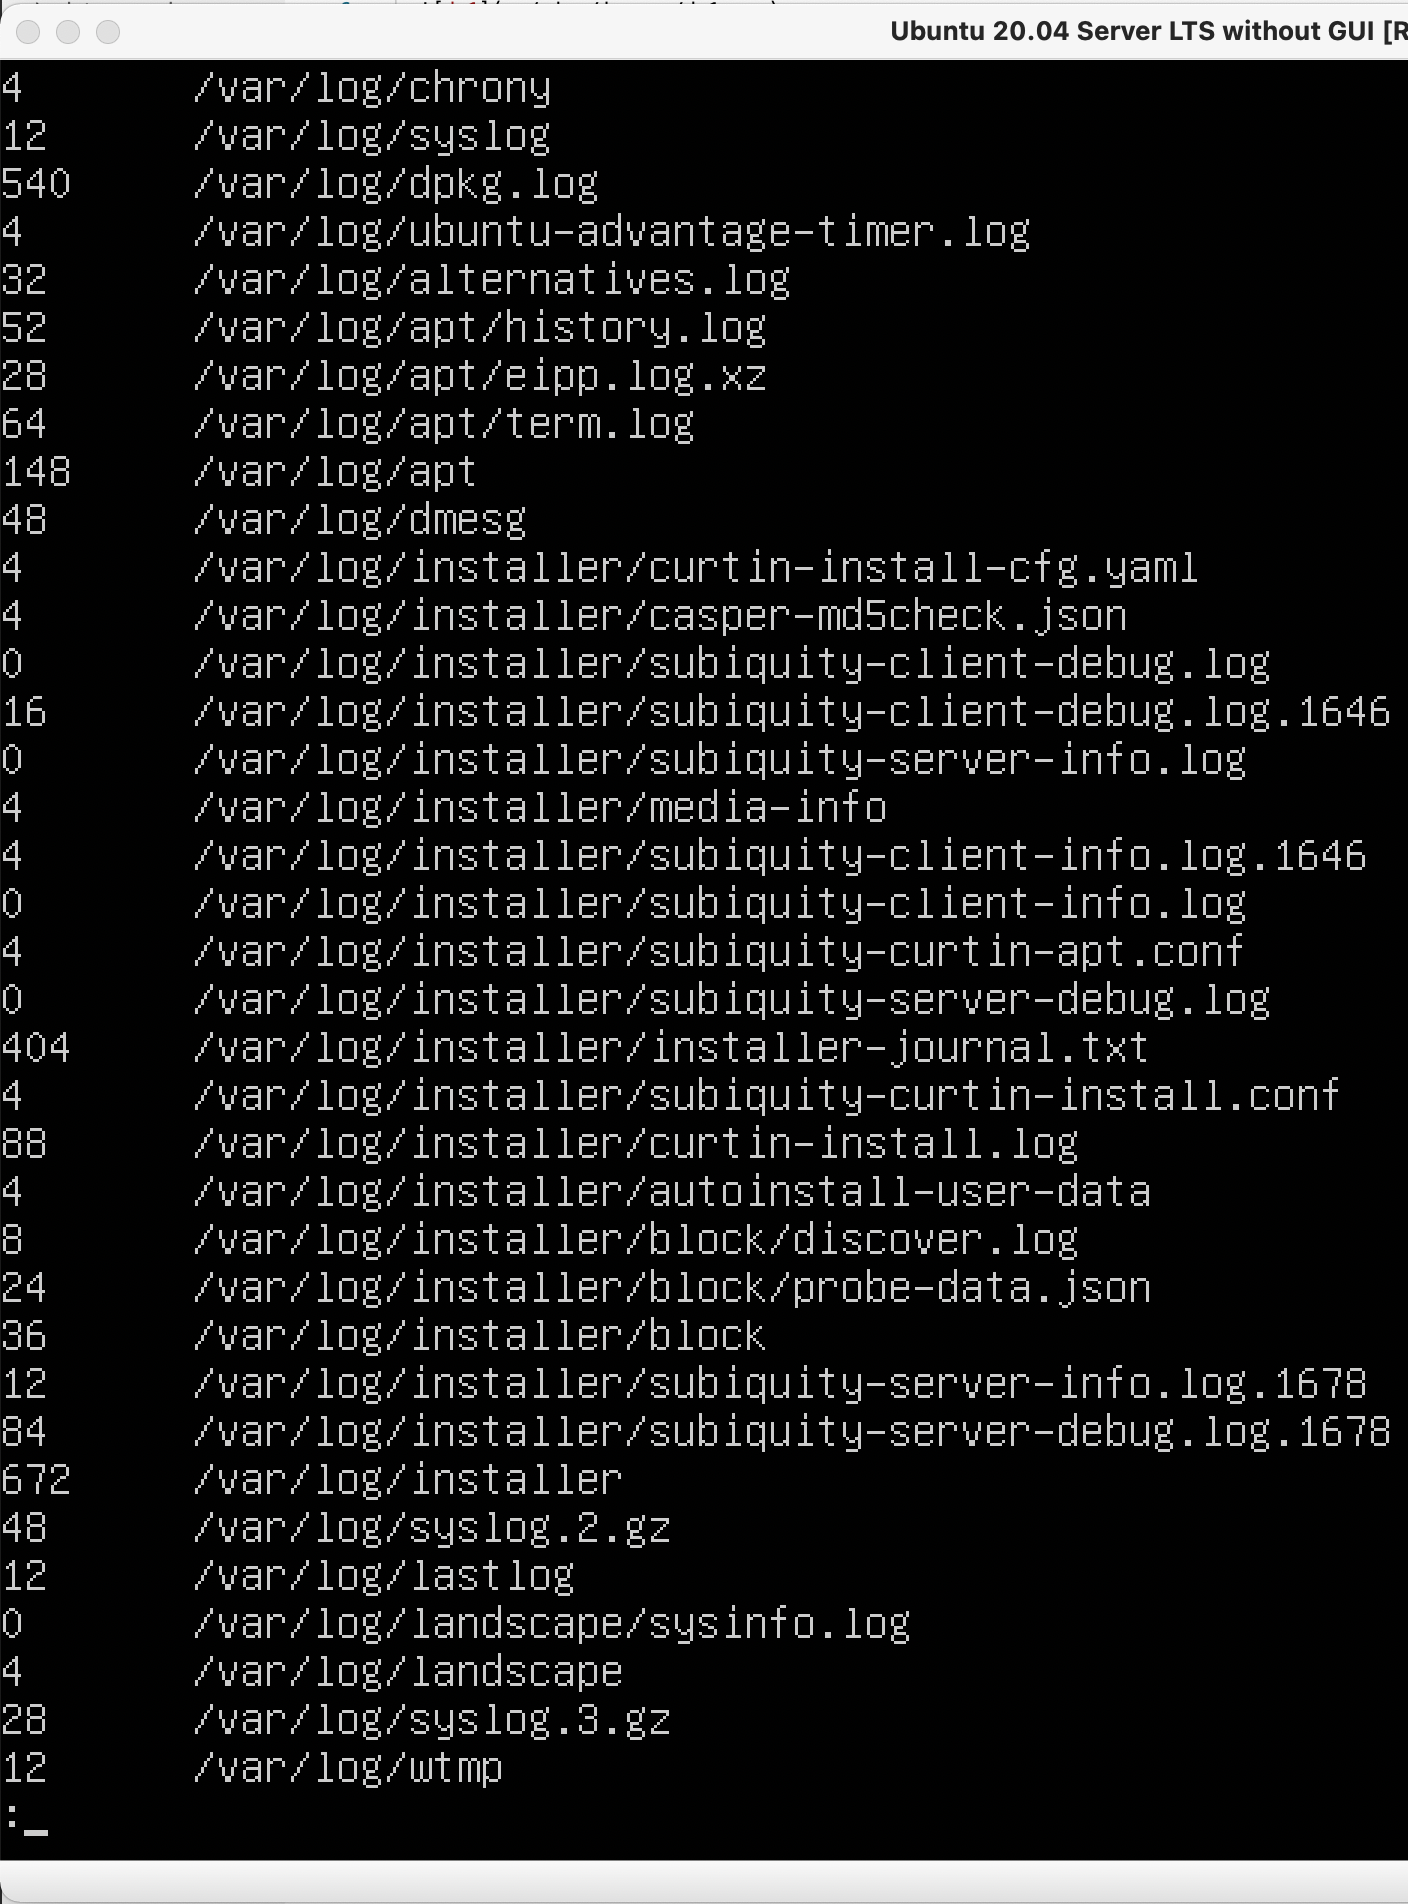 Ubuntu 20.04 Server LTS without GUI [R
4 /var/log/chrony
12 /var/log/syslog
540 /var/log/dpkg.log
4 /var/log/ubuntu-advantage-timer.log
32 /var/log/alternatives.log
52 /var/log/apt/history.log
28 /var/log/apt/eipp.log.xz
64 /var/log/apt/term.log
148 /var/log/apt
48 /var/log/dmesg
4 /var/log/installer/curtin-install-cfg.yaml
4 /var/log/installer/casper-md5check.json
0 /var/log/installer/subiquity-client-debug.log
16 /var/log/installer/subiquity-client-debug.log.1646
0 /var/log/installer/subiquity-server-info.log
4 /var/log/installer/media-info
4 /var/log/installer/subiquity-client-info.log.1646
0 /var/log/installer/subiquity-client-info.log
4 /var/log/installer/subiquity-curtin-apt.conf
0 /var/log/installer/subiquity-server-debug.log
404 /var/log/installer/installer-journal.txt
4 /var/log/installer/subiquity-curtin-install.conf
88 /var/log/installer/curtin-install.log
4 /var/log/installer/autoinstall-user-data
8 /var/log/installer/block/discover.log
24 /var/log/installer/block/probe-data.json
36 /var/log/installer/block
12 /var/log/installer/subiquity-server-info.log.1678
84 /var/log/installer/subiquity-server-debug.log.1678
672 /var/log/installer
48 /var/log/syslog.2.gz
12 /var/log/lastlog
0 /var/log/landscape/sysinfo.log
4 /var/log/landscape
28 /var/log/syslog.3.gz
12 /var/log/wtmp
:_